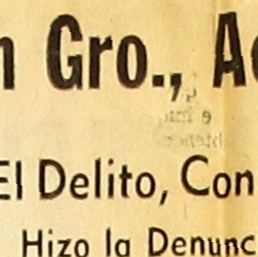 Gro.,
El Delito, Con
Hizo la Denunc